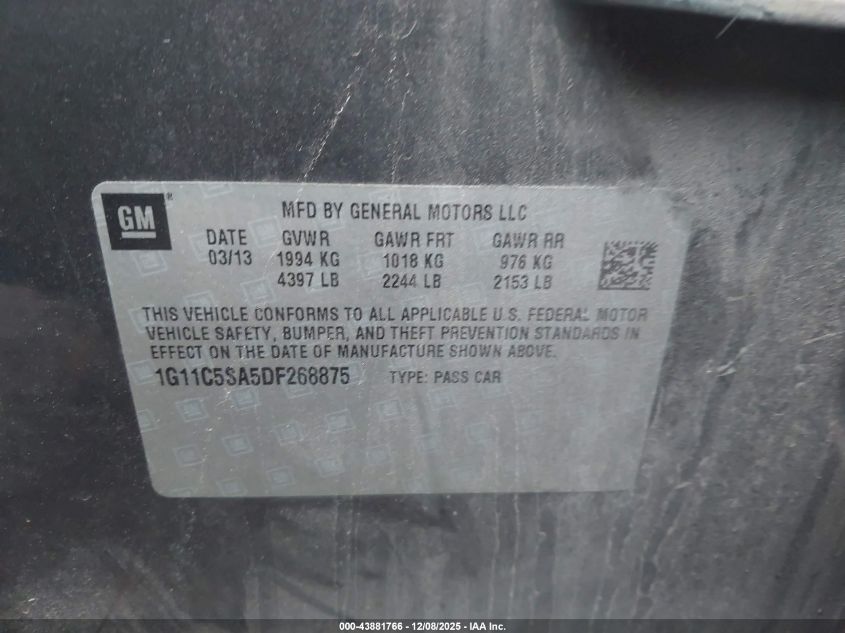 GM ®
MFD BY GENERAL MOTORS LLC
DATE GVWR GAWR FRT GAWR RR
03/13 1994 KG 1018 KG 976 KG
4397 LB 2244 LB 2153 LB
THIS VEHICLE CONFORMS TO ALL APPLICABLE U.S. FEDERAL MOTOR
VEHICLE SAFETY, BUMPER, AND THEFT PREVENTION STANDARDS IN
EFFECT ON THE DATE OF MANUFACTURE SHOWN ABOVE.
1G11C5SA5DF268875 TYPE: PASS CAR
000-43881766 - 12/08/2025 - IAA Inc.